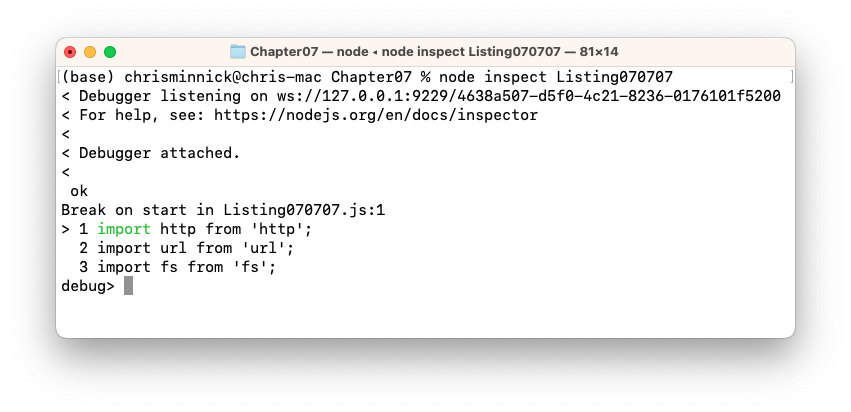 Chapter07 — node ◂ node inspect Listing070707 — 81×14
(base) chrisminnick@chris-mac Chapter07 % node inspect Listing070707
< Debugger listening on ws://127.0.0.1:9229/4638a507-d5f0-4c21-8236-0176101f5200
< For help, see: https://nodejs.org/en/docs/inspector
<
< Debugger attached.
<
ok
Break on start in Listing070707.js:1
> 1 import http from 'http';
2 import url from 'url';
3 import fs from 'fs';
debug>